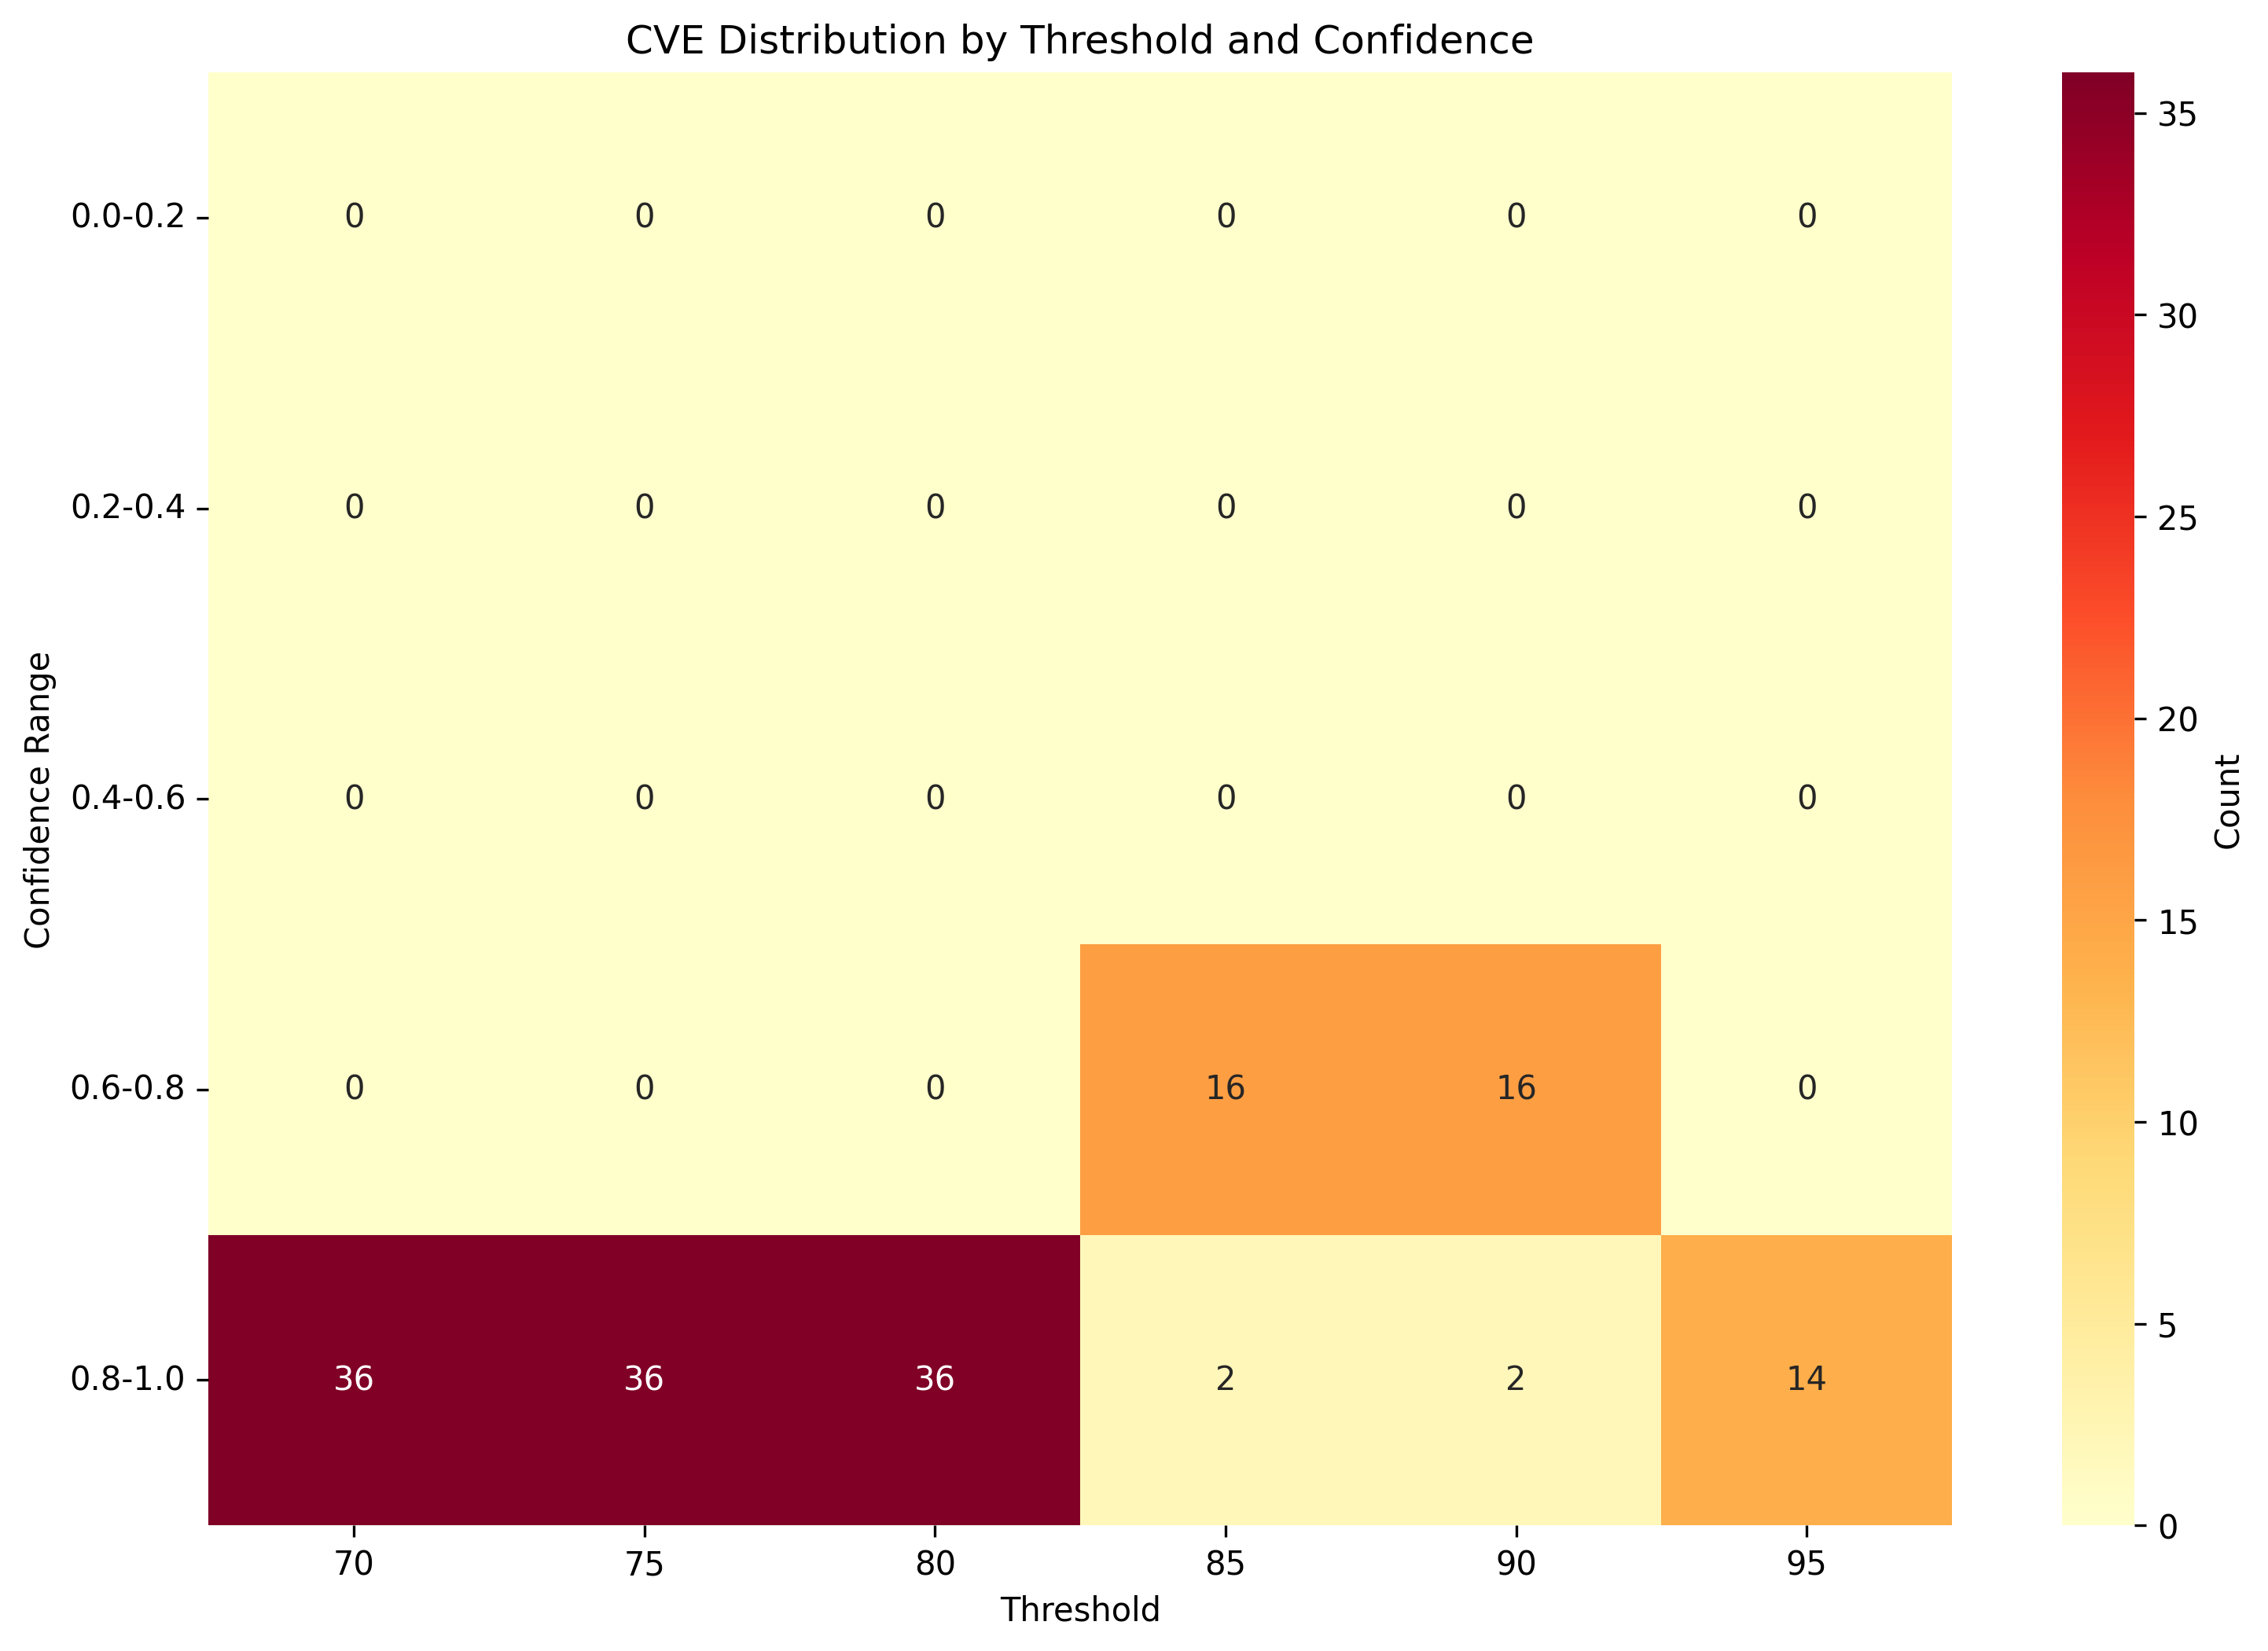 CVE Distribution by Threshold and Confidence
Confidence Range
0.0-0.2 0 0 0 0 0 0
0.2-0.4 0 0 0 0 0 0
0.4-0.6 0 0 0 0 0 0
0.6-0.8 0 0 0 16 16 0
0.8-1.0 36 36 36 2 2 14
70 75 80 85 90 95
Threshold
35
30
25
20
15
10
5
0
Count